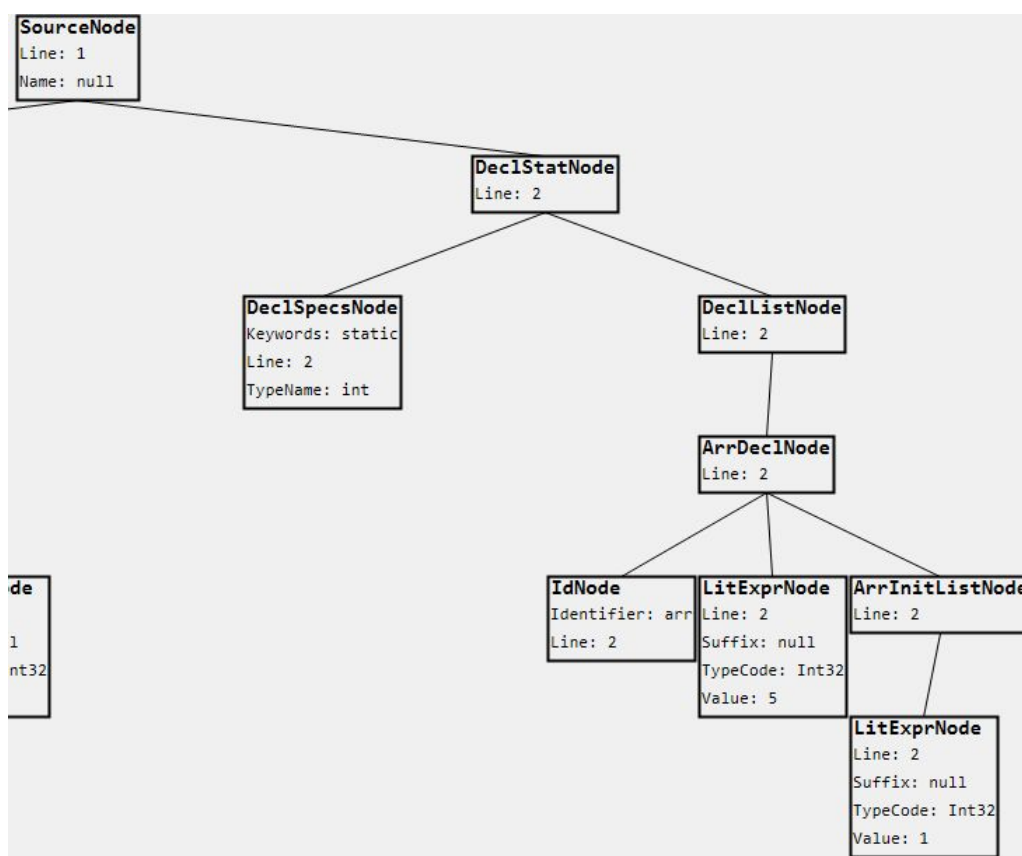 SourceNode
Line: 1
Name: null
DeclStatNode
Line: 2
DeclSpecsNode
Keywords: static
Line: 2
TypeName: int
DeclListNode
Line: 2
ArrDeclNode
Line: 2
de
l
nt32
IdNode
Identifier: arr
Line: 2
LitExprNode
Line: 2
Suffix: null
TypeCode: Int32
Value: 5
ArrInitListNode
Line: 2
LitExprNode
Line: 2
Suffix: null
TypeCode: Int32
Value: 1